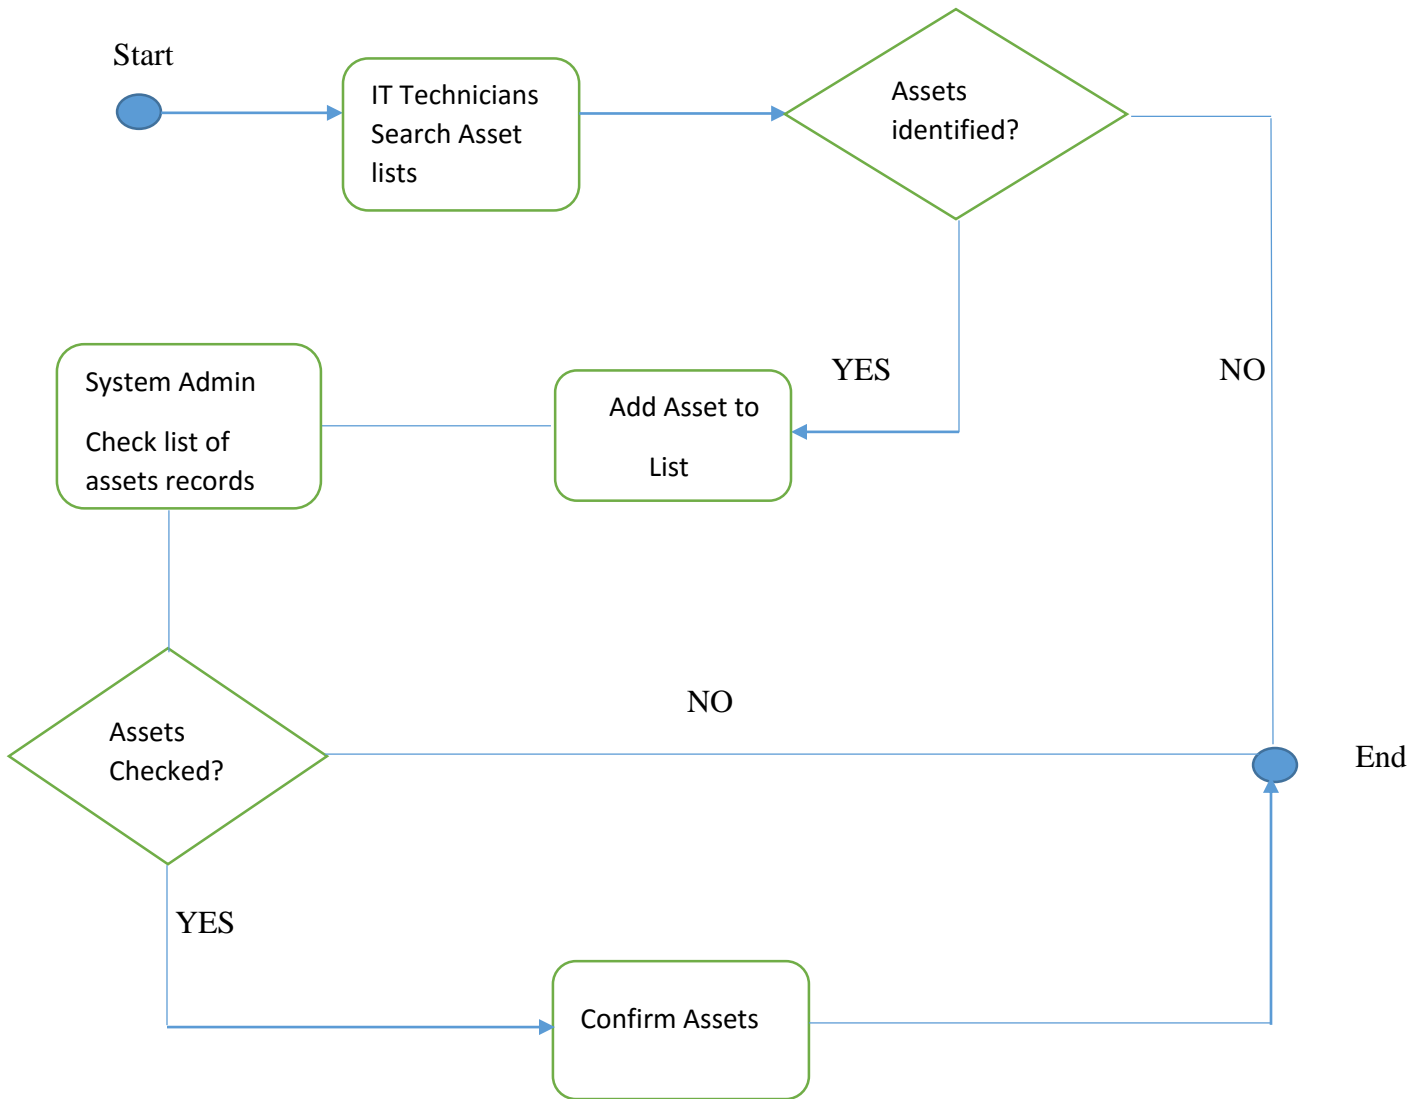 Start
IT Technicians
Search Asset
lists
Assets
identified?
YES
NO
System Admin
Check list of
assets records
Add Asset to
List
NO
Assets
Checked?
End
YES
Confirm Assets